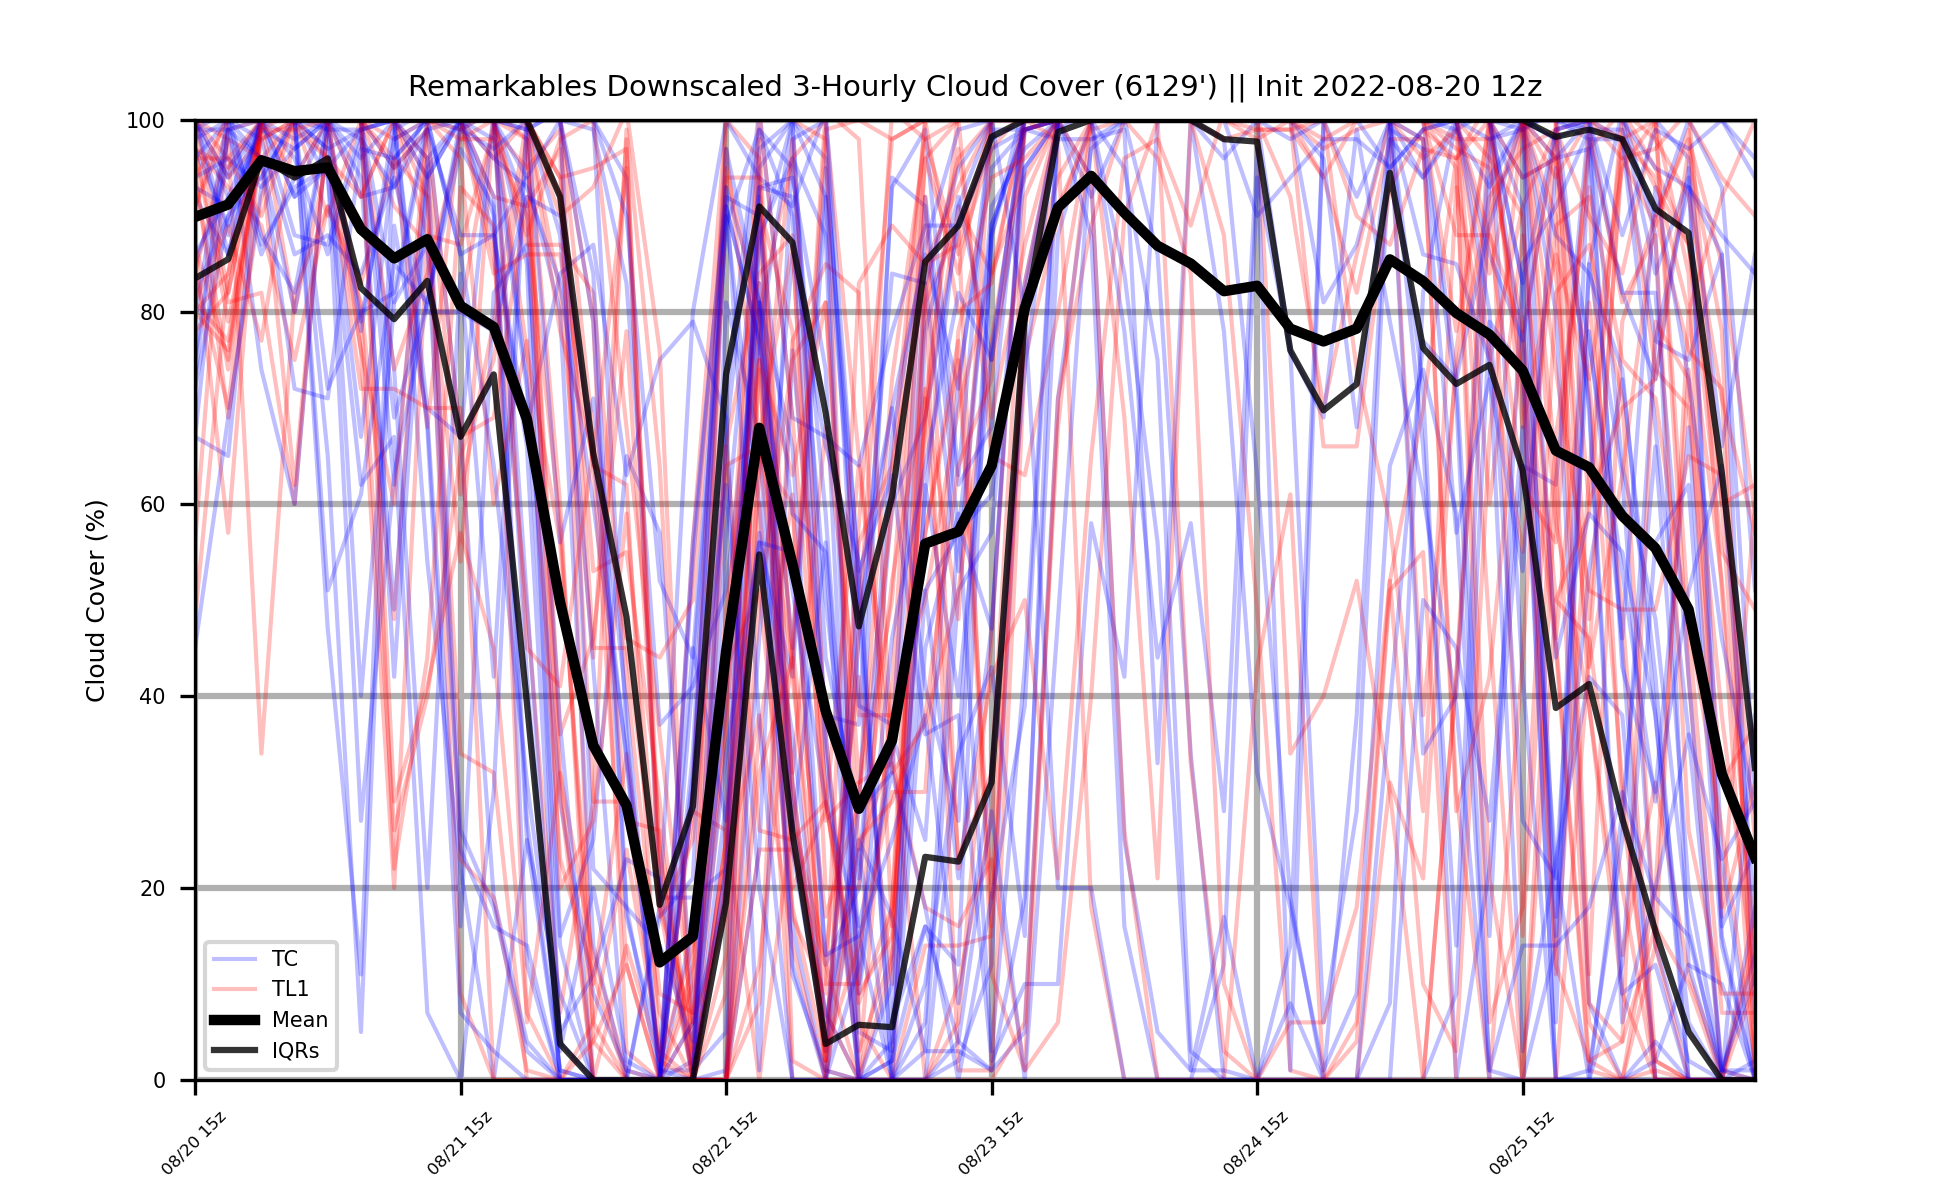 Remarkables Downscaled 3-Hourly Cloud Cover (6129') || Init 2022-08-20 12z
Cloud Cover (%)
100
80
60
40
20
0
TC
TL1
Mean
IQRs
08/20 15z
08/21 15z
08/22 15z
08/23 15z
08/24 15z
08/25 15z